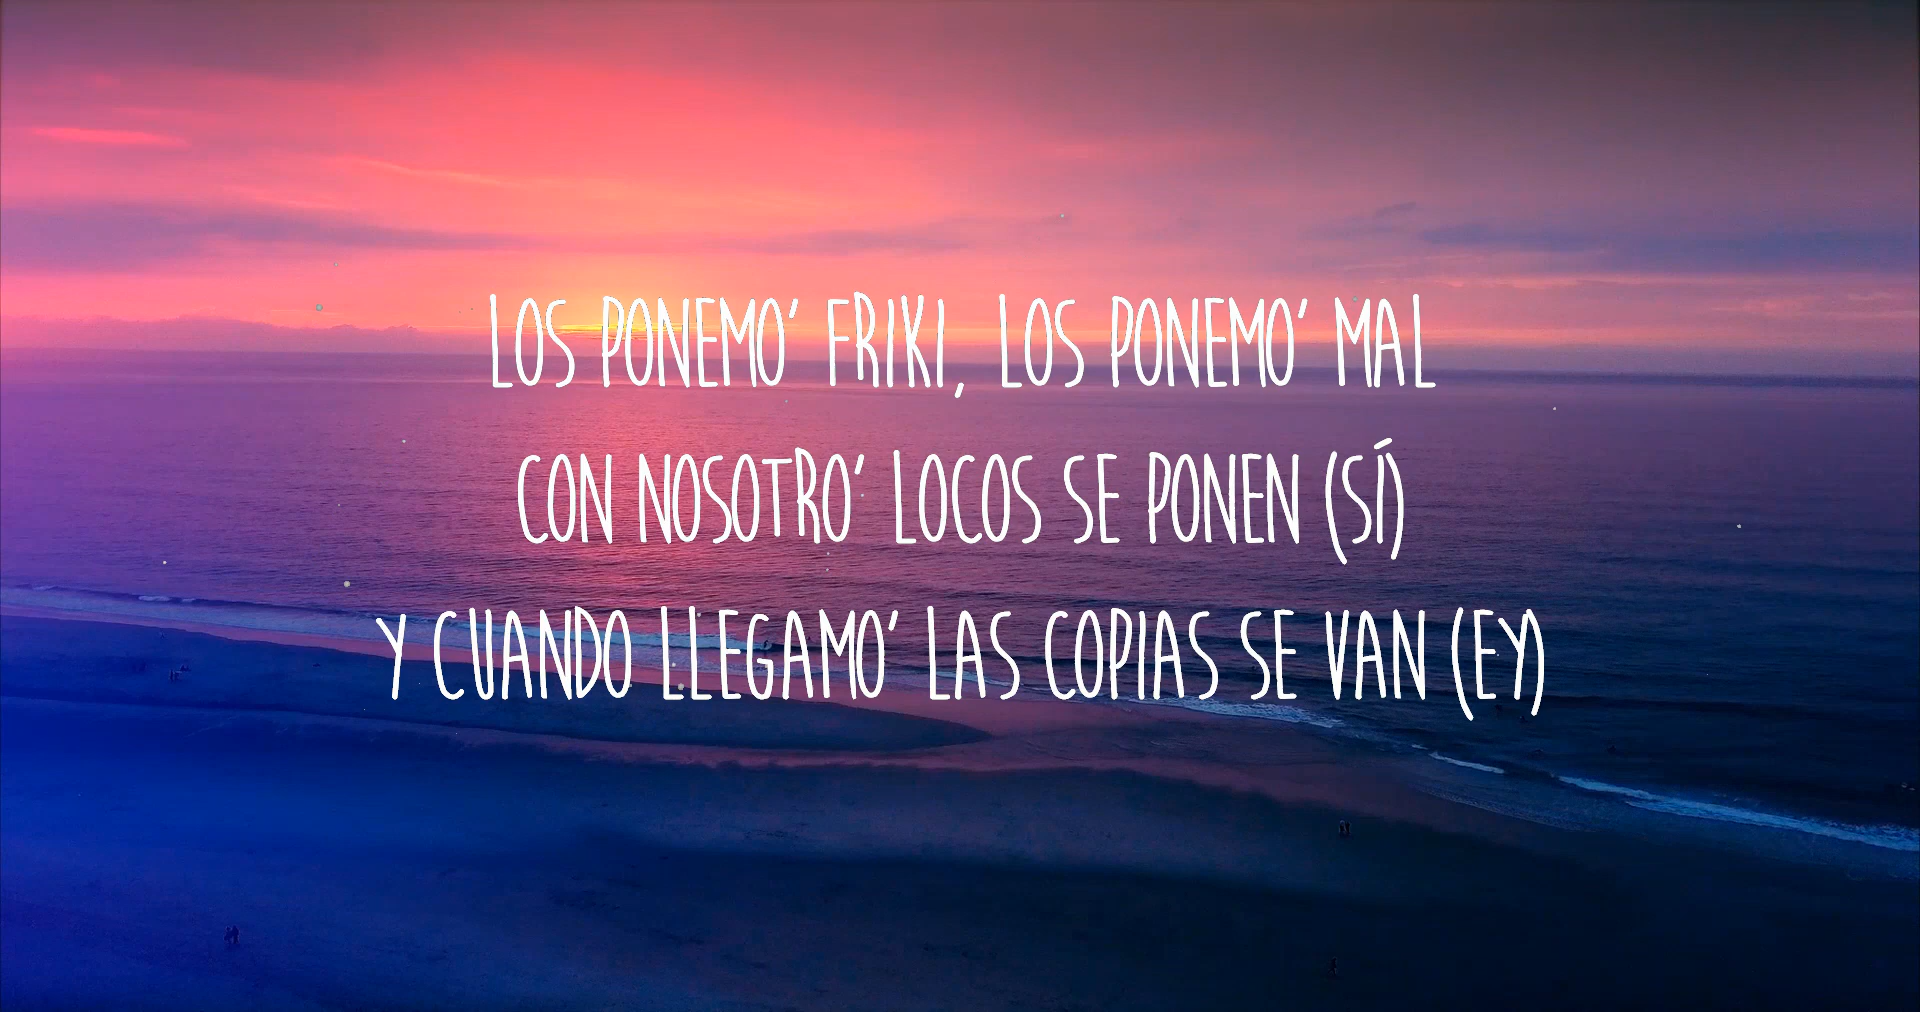 LOS PONEMO' FRIKI, LOS PONEMO' MAL
CON NOSOTRO' LOCOS SE PONEN (SÍ)
Y CUANDO LLEGAMO' LAS COPIAS SE VAN (EY)